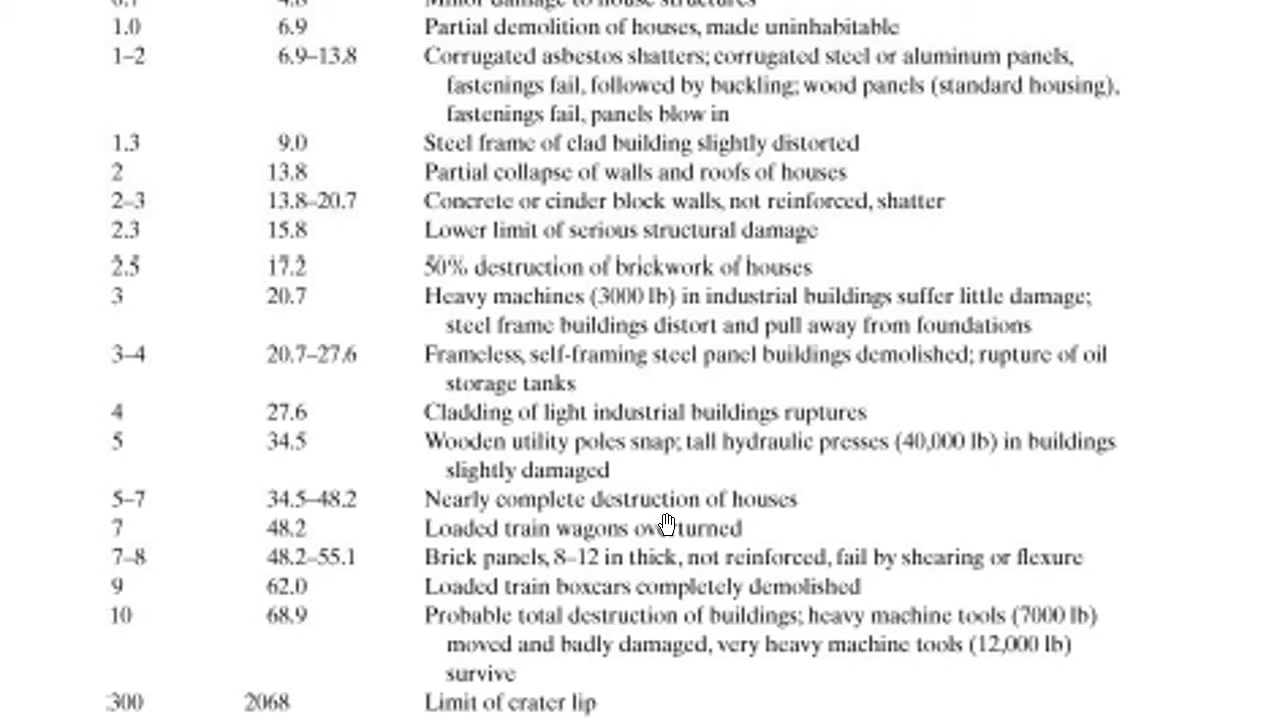 0.7 4.8 Minor damage to house structures
1.0 6.9 Partial demolition of houses, made uninhabitable
1–2 6.9–13.8 Corrugated asbestos shatters; corrugated steel or aluminum panels,
fastenings fail, followed by buckling; wood panels (standard housing),
fastenings fail, panels blow in
1.3 9.0 Steel frame of clad building slightly distorted
2 13.8 Partial collapse of walls and roofs of houses
2–3 13.8–20.7 Concrete or cinder block walls, not reinforced, shatter
2.3 15.8 Lower limit of serious structural damage
2.5 17.2 50% destruction of brickwork of houses
3 20.7 Heavy machines (3000 lb) in industrial buildings suffer little damage;
steel frame buildings distort and pull away from foundations
3–4 20.7–27.6 Frameless, self-framing steel panel buildings demolished; rupture of oil
storage tanks
4 27.6 Cladding of light industrial buildings ruptures
5 34.5 Wooden utility poles snap; tall hydraulic presses (40,000 lb) in buildings
slightly damaged
5–7 34.5–48.2 Nearly complete destruction of houses
7 48.2 Loaded train wagons overturned
7–8 48.2–55.1 Brick panels, 8–12 in thick, not reinforced, fail by shearing or flexure
9 62.0 Loaded train boxcars completely demolished
10 68.9 Probable total destruction of buildings; heavy machine tools (7000 lb)
moved and badly damaged, very heavy machine tools (12,000 lb)
survive
300 2068 Limit of crater lip